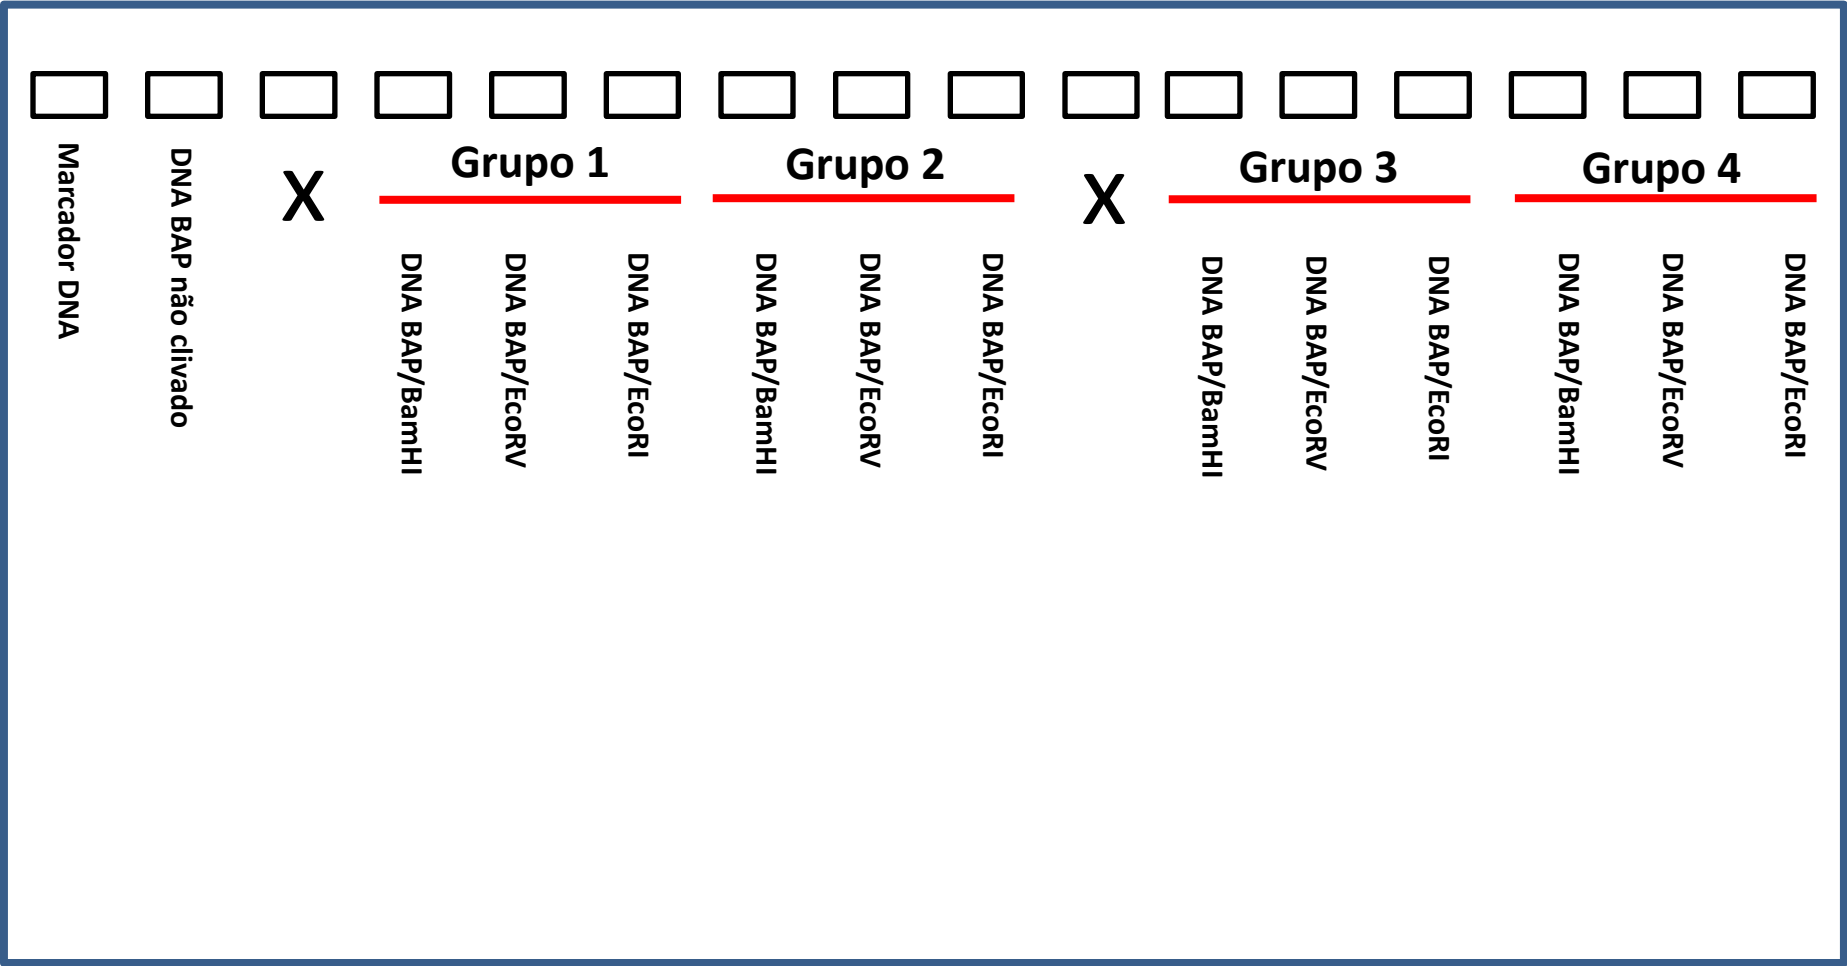 Marcador DNA
DNA BAP não clivado
X
Grupo 1
DNA BAP/BamHI
DNA BAP/EcoRV
DNA BAP/EcoRI
Grupo 2
DNA BAP/BamHI
DNA BAP/EcoRV
DNA BAP/EcoRI
X
Grupo 3
DNA BAP/BamHI
DNA BAP/EcoRV
DNA BAP/EcoRI
Grupo 4
DNA BAP/BamHI
DNA BAP/EcoRV
DNA BAP/EcoRI